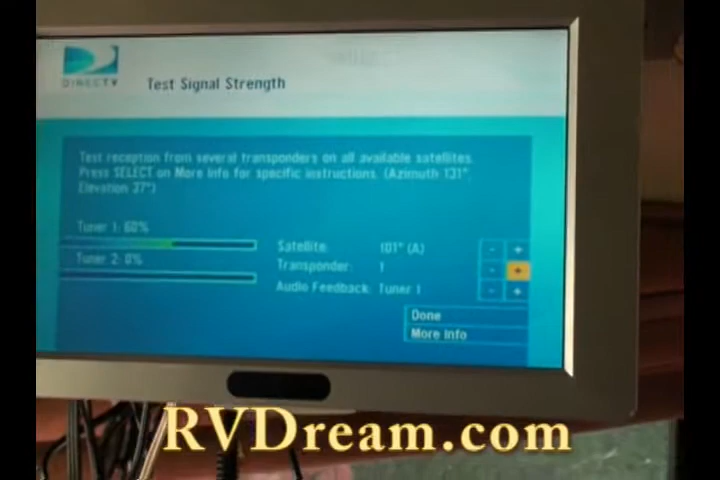 DIRECTV
Test Signal Strength
Test reception from several transponders on all available satellites.
Press SELECT on More Info for specific instructions. (Azimuth 131°,
Elevation 37°)
Tuner 1: 60%
Tuner 2: 0%
Satellite: 101° (A) - +
Transponder: 1 - +
Audio Feedback: Tuner 1 - +
Done
More Info
RVDream.com